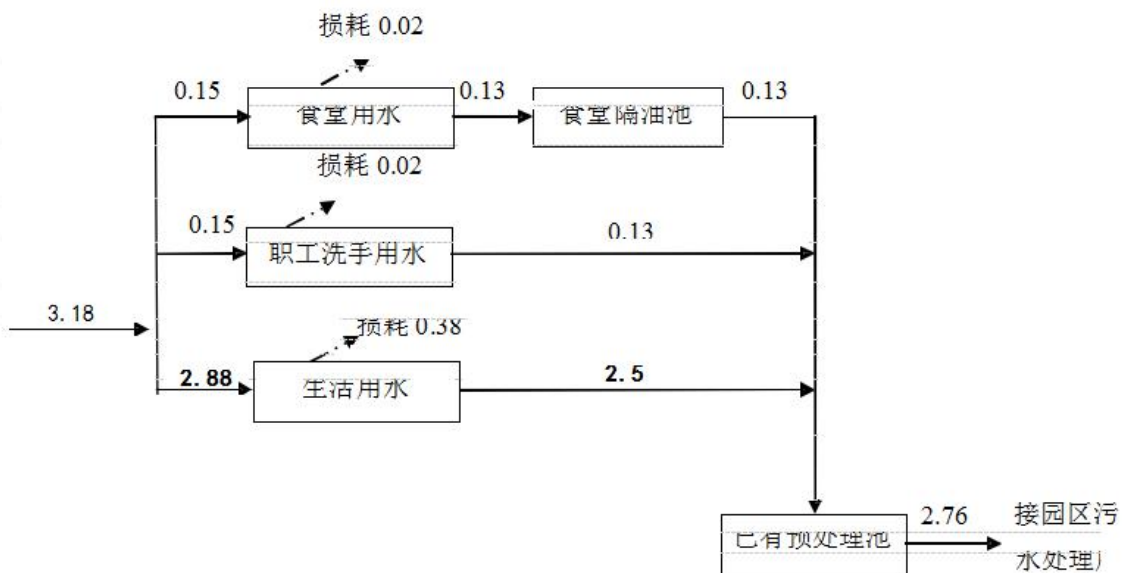 损耗 0.02
0.15
食堂用水
0.13
食堂隔油池
0.13
损耗 0.02
0.15
职工洗手用水
0.13
3.18
损耗 0.38
2.88
生活用水
2.5
已有预处理池
2.76
接园区污
水处理厂